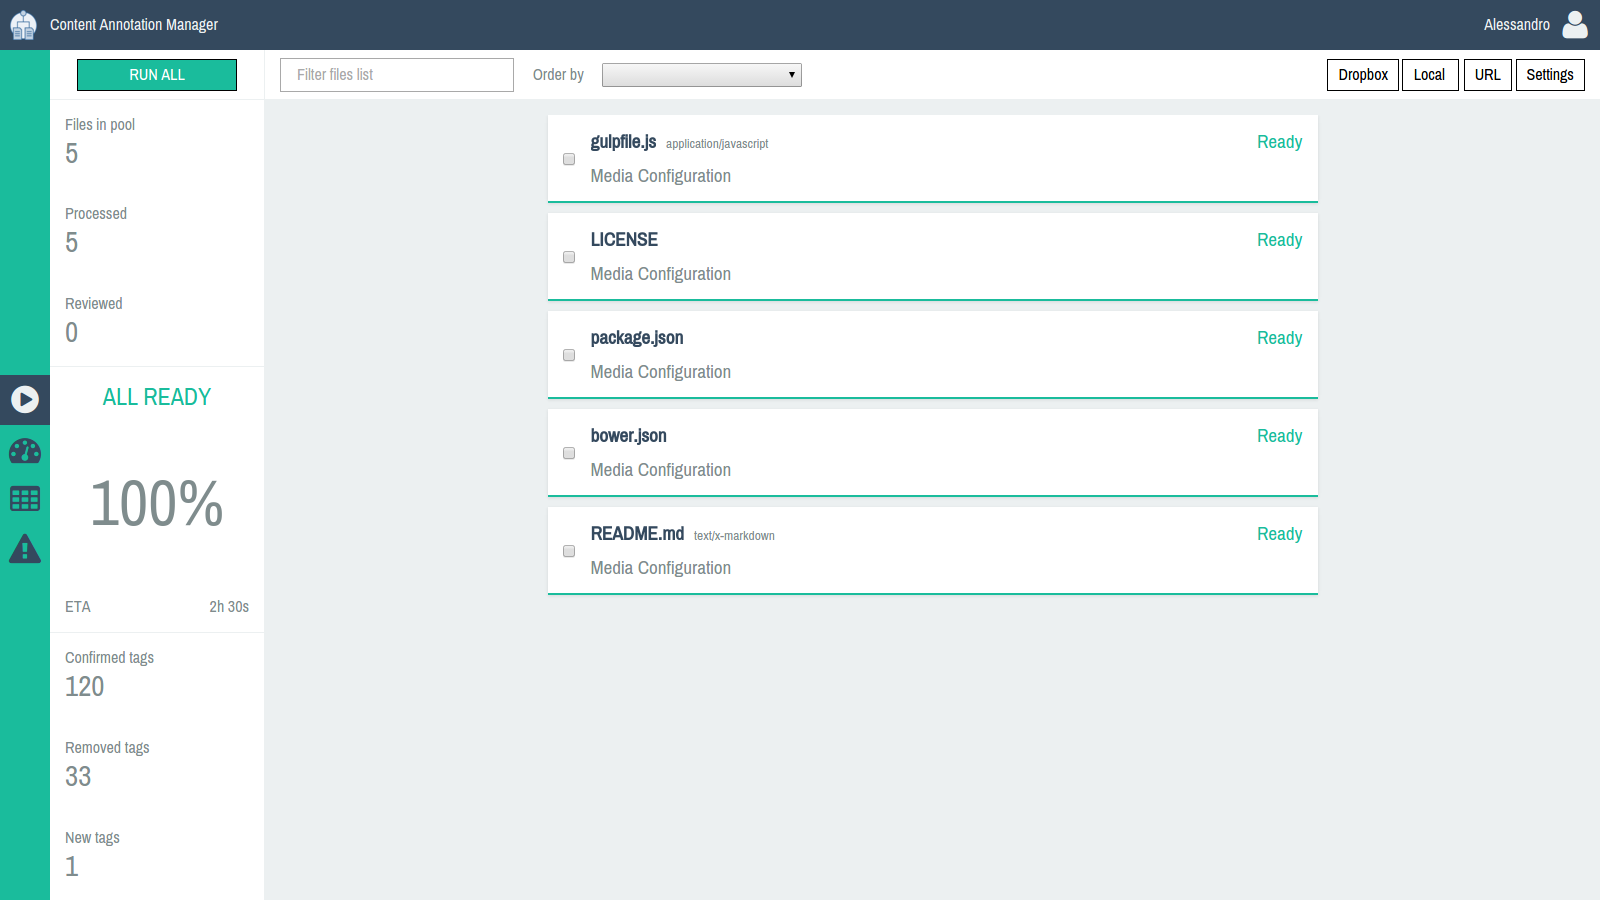 Content Annotation Manager
Alessandro
RUN ALL
Filter files list
Order by
Dropbox
Local
URL
Settings
Files in pool
5
Processed
5
Reviewed
0
ALL READY
100%
ETA 2h 30s
Confirmed tags
120
Removed tags
33
New tags
1
gulpfile.js application/javascript Ready
Media Configuration
LICENSE Ready
Media Configuration
package.json Ready
Media Configuration
bower.json Ready
Media Configuration
README.md text/x-markdown Ready
Media Configuration